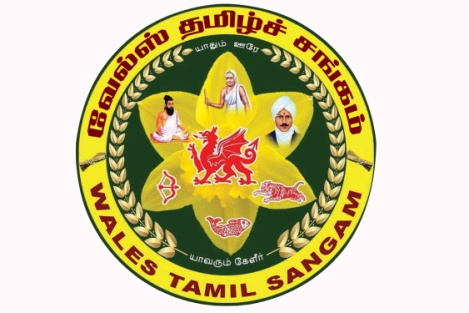 வேல்ஸ் தமிழ்ச் சங்கம்
யாதும் ஊரே
யாவரும் கேளீர்
WALES TAMIL SANGAM